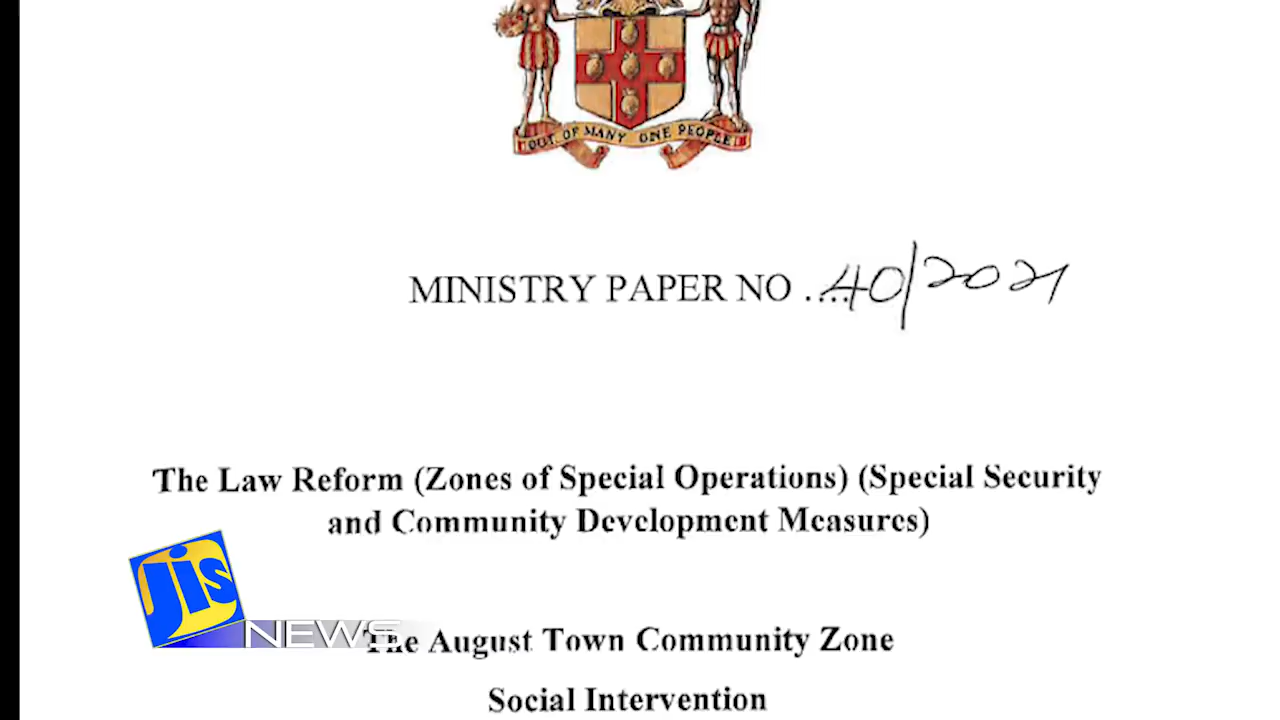 OUT OF MANY ONE PEOPLE
MINISTRY PAPER NO ....40/2021
The Law Reform (Zones of Special Operations) (Special Security
and Community Development Measures)
jis
NEWS
The August Town Community Zone
Social Intervention